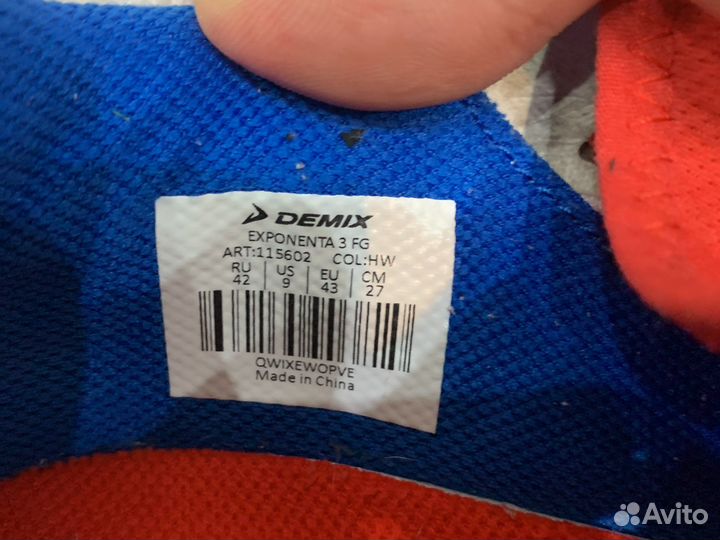 DEMIX
EXPONENTA 3 FG
ART:115602 COL:HW
RU US EU CM
42 9 43 27
QWIXEWOPVE
Made in China
Avito